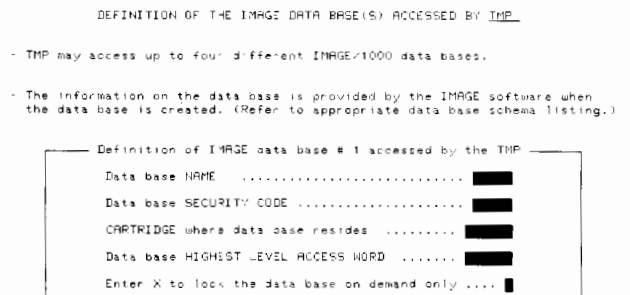 DEFINITION OF THE IMAGE DATA BASE(S) ACCESSED BY TMP
- TMP may access up to four different IMAGE/1000 data bases.
- The information on the data base is provided by the IMAGE software when
the data base is created. (Refer to appropriate data base schema listing.)
Definition of IMAGE data base # 1 accessed by the TMP
Data base NAME ...........................
Data base SECURITY CODE ....................
CARTRIDGE where data base resides .........
Data base HIGHEST LEVEL ACCESS WORD .......
Enter X to lock the data base on demand only ....